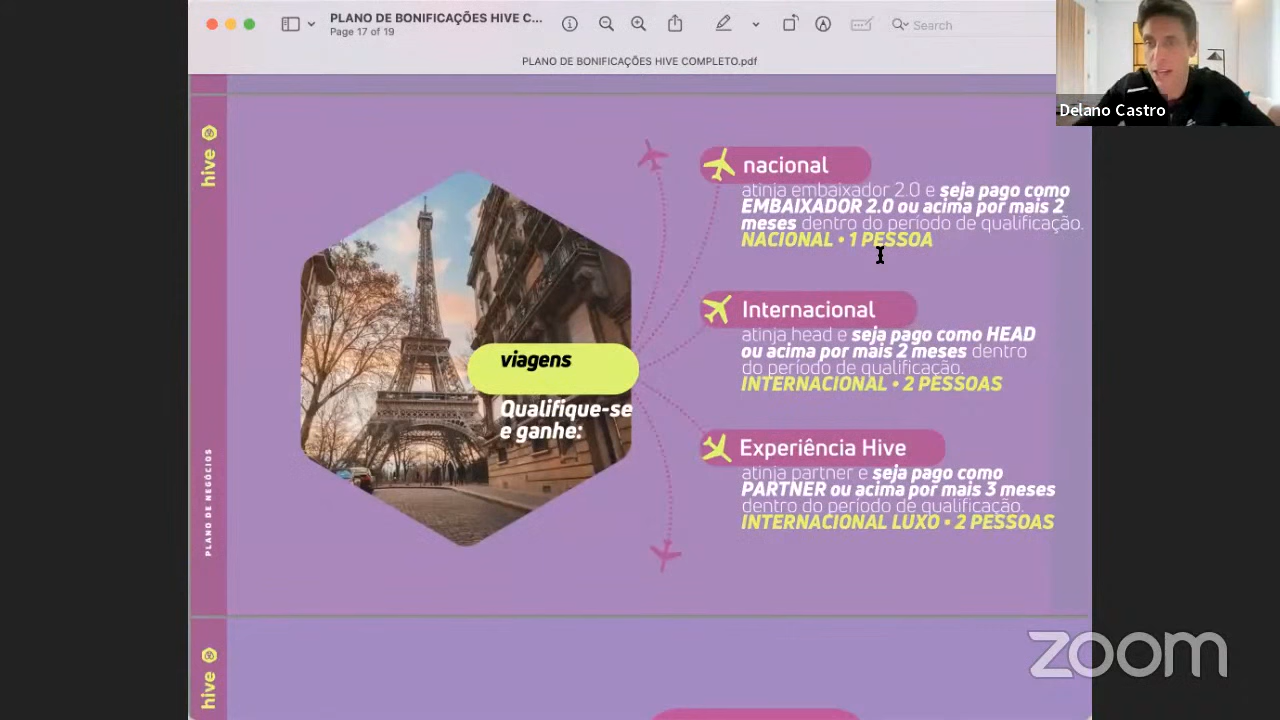 PLANO DE BONIFICAÇÕES HIVE C...
Page 17 of 19
Search
PLANO DE BONIFICAÇÕES HIVE COMPLETO.pdf
Delano Castro
hive
PLANO DE NEGÓCIOS
viagens
Qualifique-se
e ganhe:
nacional
atinja embaixador 2.0 e seja pago como
EMBAIXADOR 2.0 ou acima por mais 2
meses dentro do período de qualificação.
NACIONAL • 1 PESSOA
Internacional
atinja head e seja pago como HEAD
ou acima por mais 2 meses dentro
do período de qualificação.
INTERNACIONAL • 2 PESSOAS
Experiência Hive
atinja partner e seja pago como
PARTNER ou acima por mais 3 meses
dentro do período de qualificação.
INTERNACIONAL LUXO • 2 PESSOAS
hive
zoom